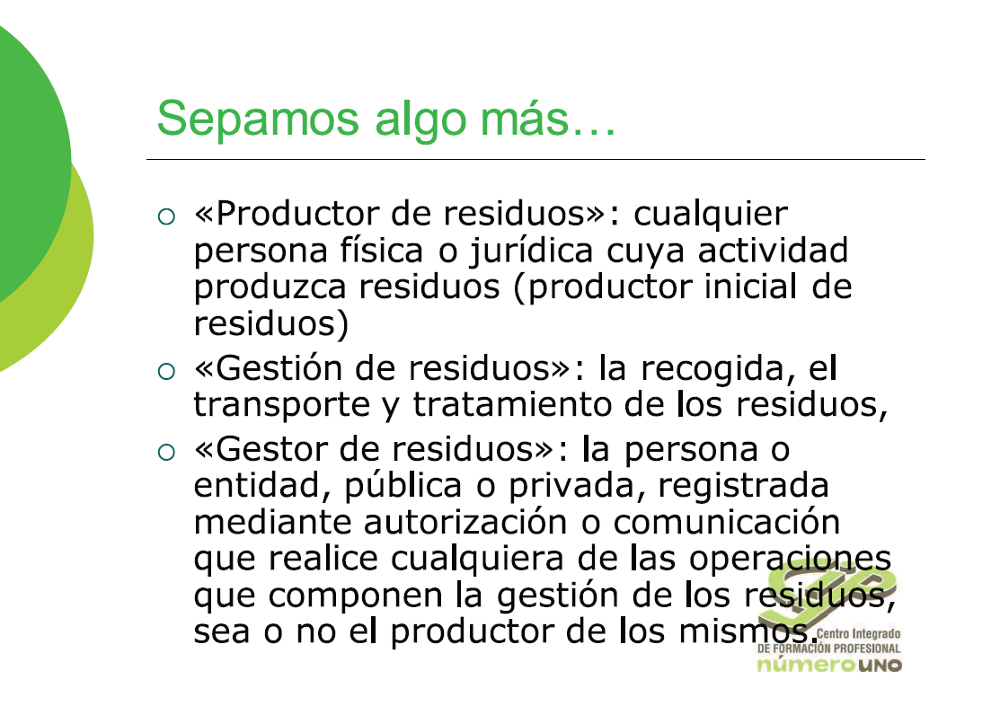 Sepamos algo más…
«Productor de residuos»: cualquier
persona física o jurídica cuya actividad
produzca residuos (productor inicial de
residuos)
«Gestión de residuos»: la recogida, el
transporte y tratamiento de los residuos,
«Gestor de residuos»: la persona o
entidad, pública o privada, registrada
mediante autorización o comunicación
que realice cualquiera de las operaciones
que componen la gestión de los residuos,
sea o no el productor de los mismos.
Centro Integrado
DE FORMACIÓN PROFESIONAL
númerouno